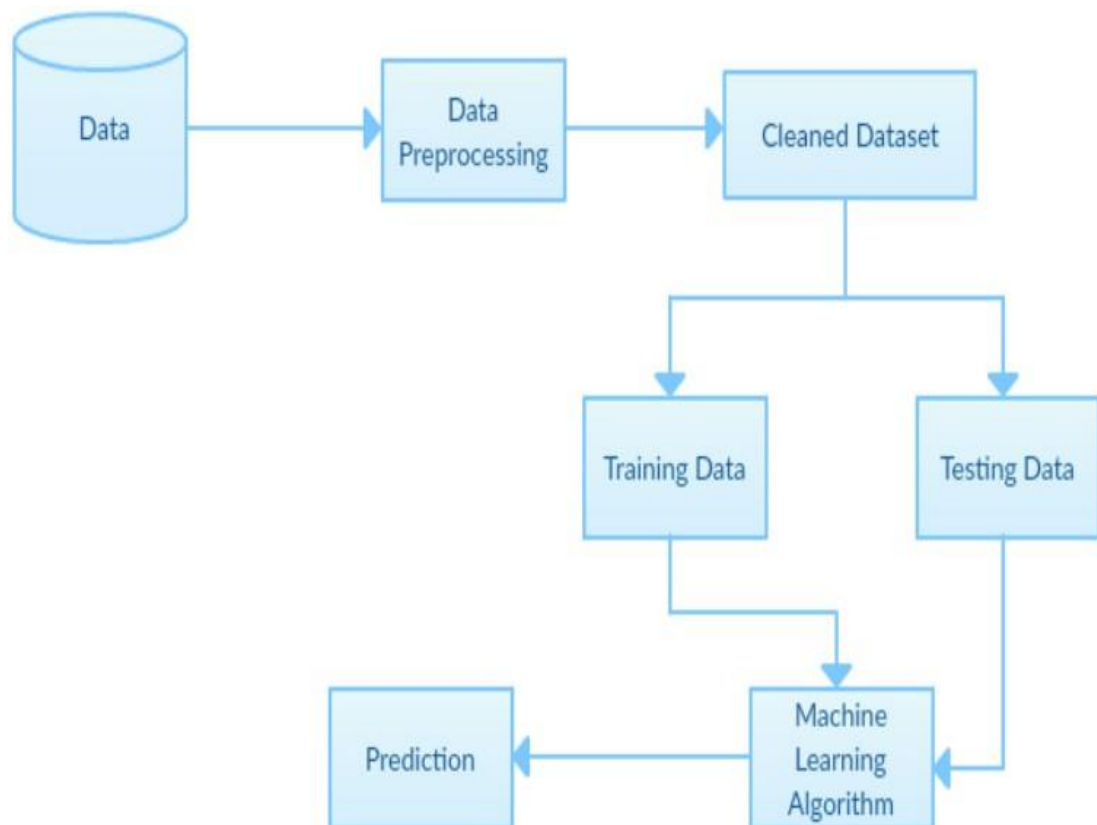 Data
Data
Preprocessing
Cleaned Dataset
Training Data
Testing Data
Machine
Learning
Algorithm
Prediction